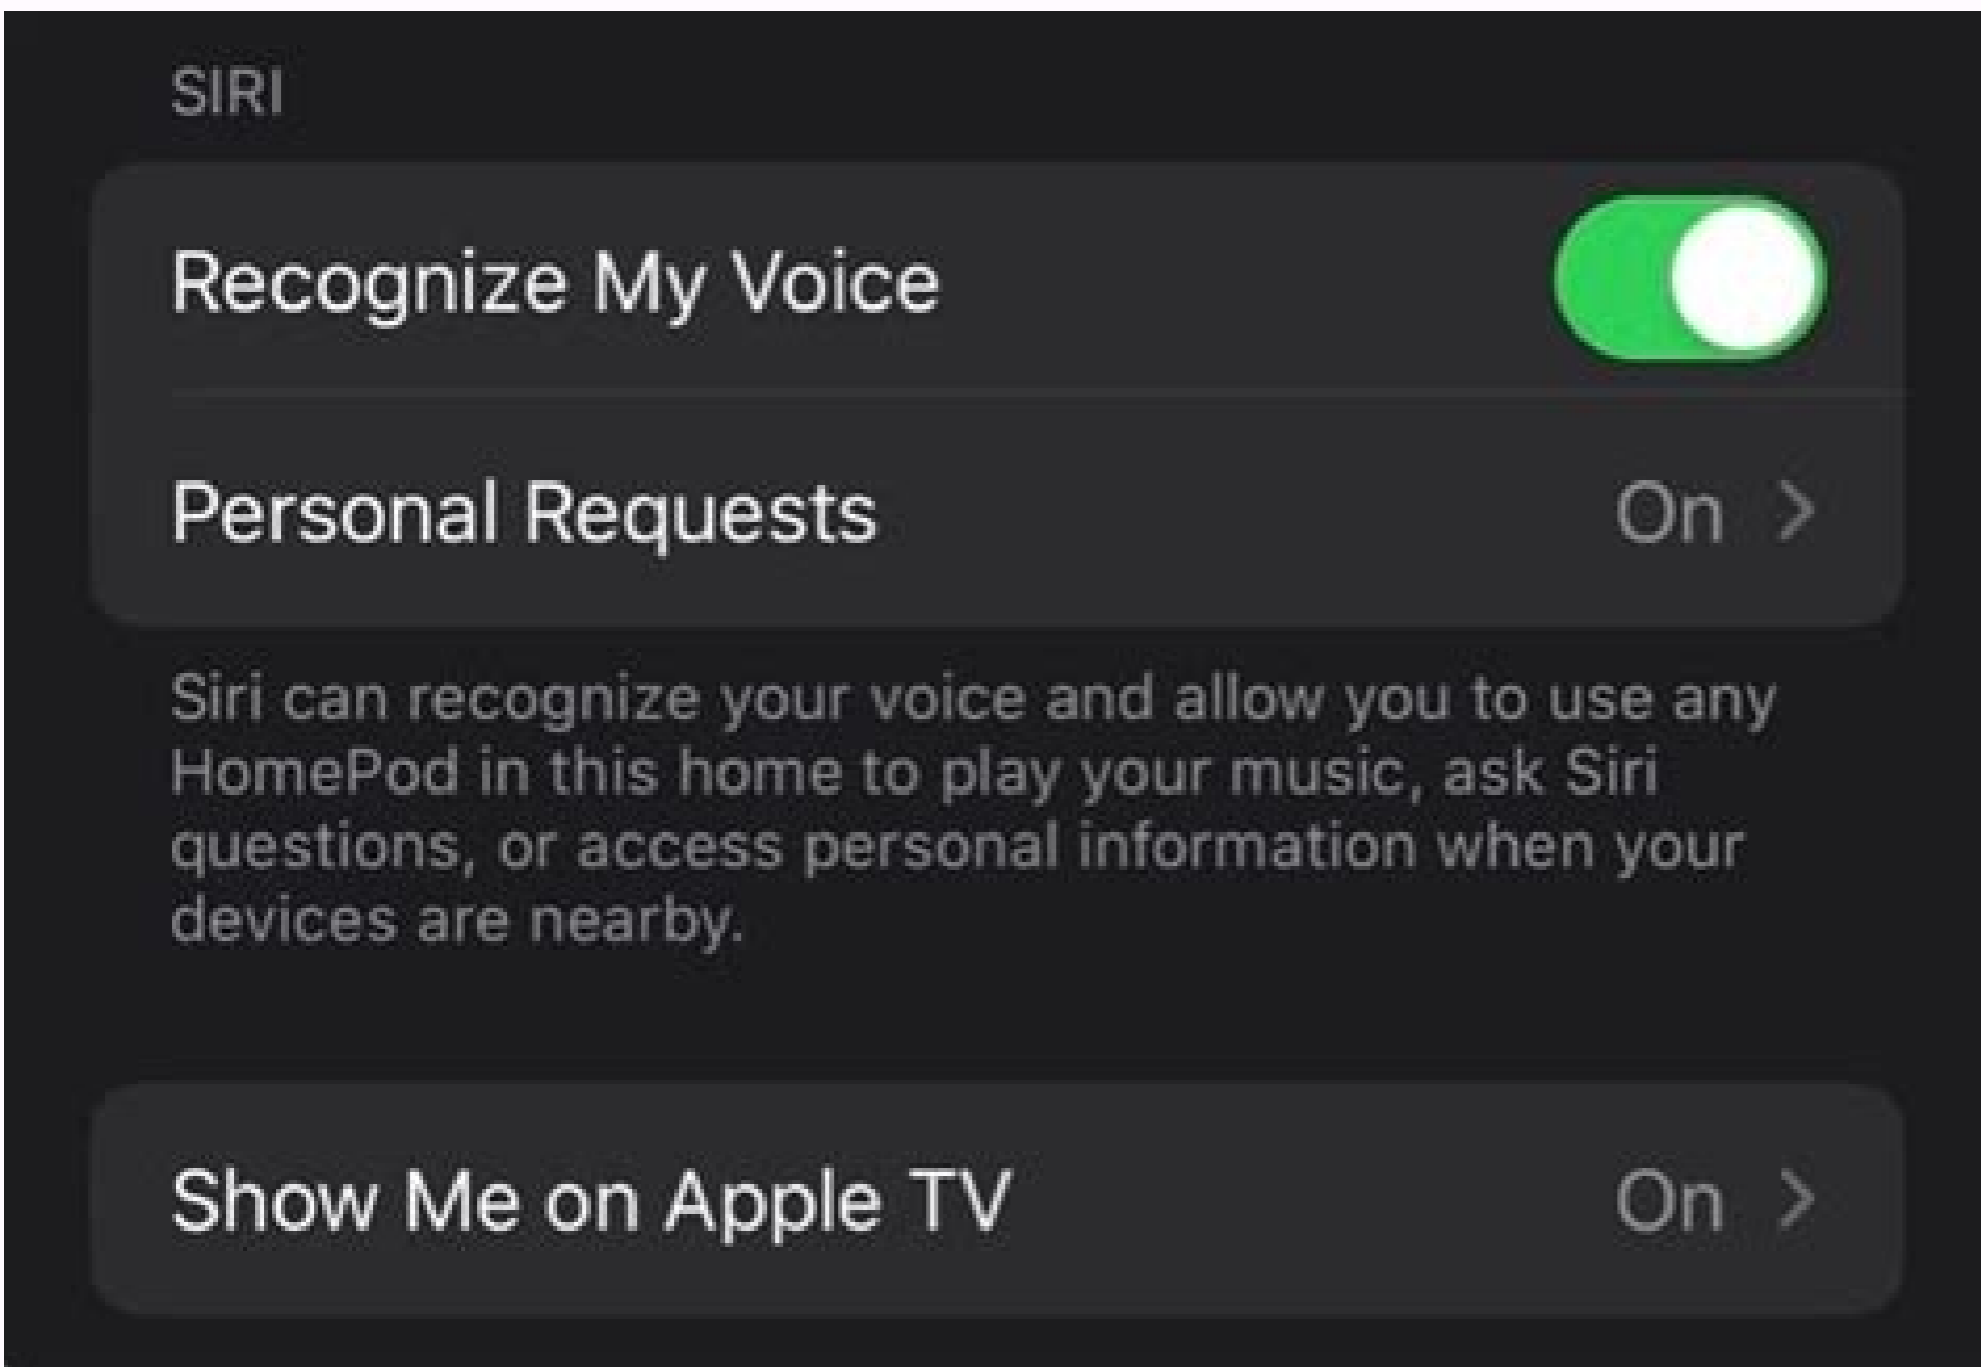 SIRI
Recognize My Voice
Personal Requests On
Siri can recognize your voice and allow you to use any
HomePod in this home to play your music, ask Siri
questions, or access personal information when your
devices are nearby.
Show Me on Apple TV On